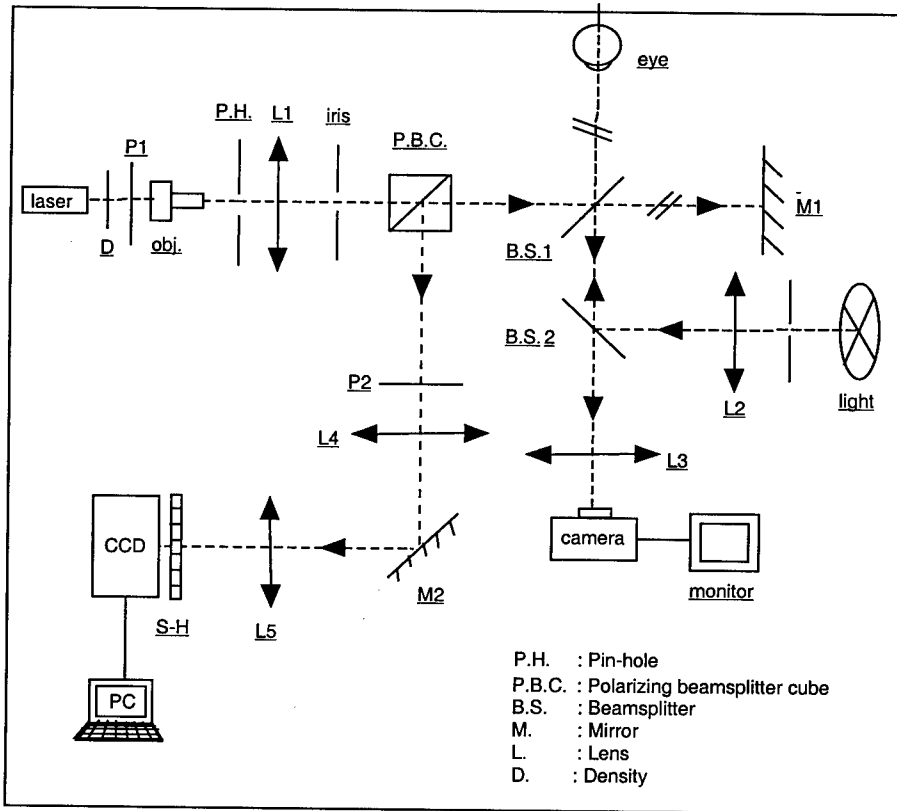 eye
P.H.
L1
iris
P.B.C.
P1
laser
D
obj.
M1
B.S.1
B.S.2
P2
L2
light
L4
L3
CCD
camera
monitor
M2
S-H
L5
PC
P.H. : Pin-hole
P.B.C. : Polarizing beamsplitter cube
B.S. : Beamsplitter
M. : Mirror
L. : Lens
D. : Density